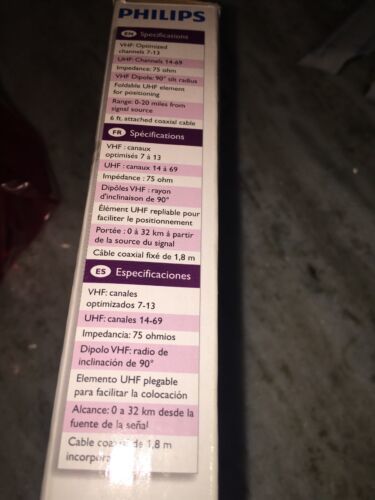 PHILIPS
EN Specifications
VHF: Optimized
channels 7-13
UHF: Channels 14-69
Impedance: 75 ohm
VHF Dipole: 90° tilt radius
Foldable UHF element
for positioning
Range: 0-20 miles from
signal source
6 ft. attached coaxial cable
FR Spécifications
VHF : canaux
optimisés 7 à 13
UHF : canaux 14 à 69
Impédance : 75 ohm
Dipôles VHF : rayon
d'inclinaison de 90°
Élément UHF repliable pour
faciliter le positionnement
Portée : 0 à 32 km à partir
de la source du signal
Câble coaxial fixé de 1,8 m
ES Especificaciones
VHF: canales
optimizados 7-13
UHF: canales 14-69
Impedancia: 75 ohmios
Dipolo VHF: radio de
inclinación de 90°
Elemento UHF plegable
para facilitar la colocación
Alcance: 0 a 32 km desde la
fuente de la señal
Cable de 1,8 m